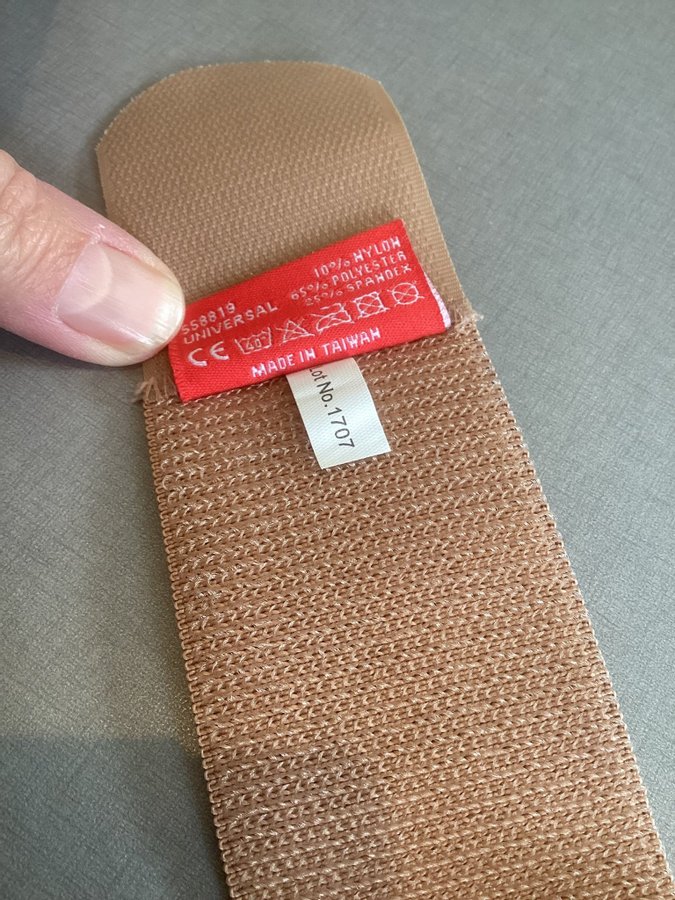 SS8819
UNIVERSAL
10% NYLON
65% POLYESTER
25% SPANDEX
CE 40°
MADE IN TAIWAN
Lot No. 1707